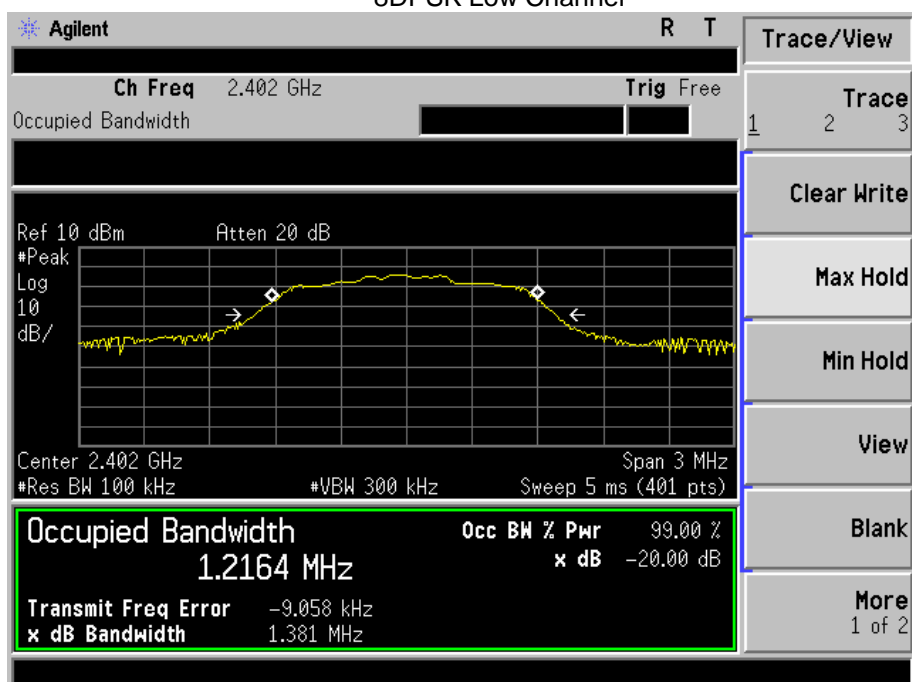 8DPSK Low Channel
Agilent R T
Trace/View
Ch Freq 2.402 GHz Trig Free
Occupied Bandwidth
Trace
1 2 3
Clear Write
Ref 10 dBm Atten 20 dB
#Peak
Log
10
dB/
Max Hold
Min Hold
Center 2.402 GHz Span 3 MHz
#Res BW 100 kHz #VBW 300 kHz Sweep 5 ms (401 pts)
View
Occupied Bandwidth Occ BW % Pwr 99.00 %
1.2164 MHz x dB -20.00 dB
Blank
Transmit Freq Error -9.058 kHz
x dB Bandwidth 1.381 MHz
More
1 of 2